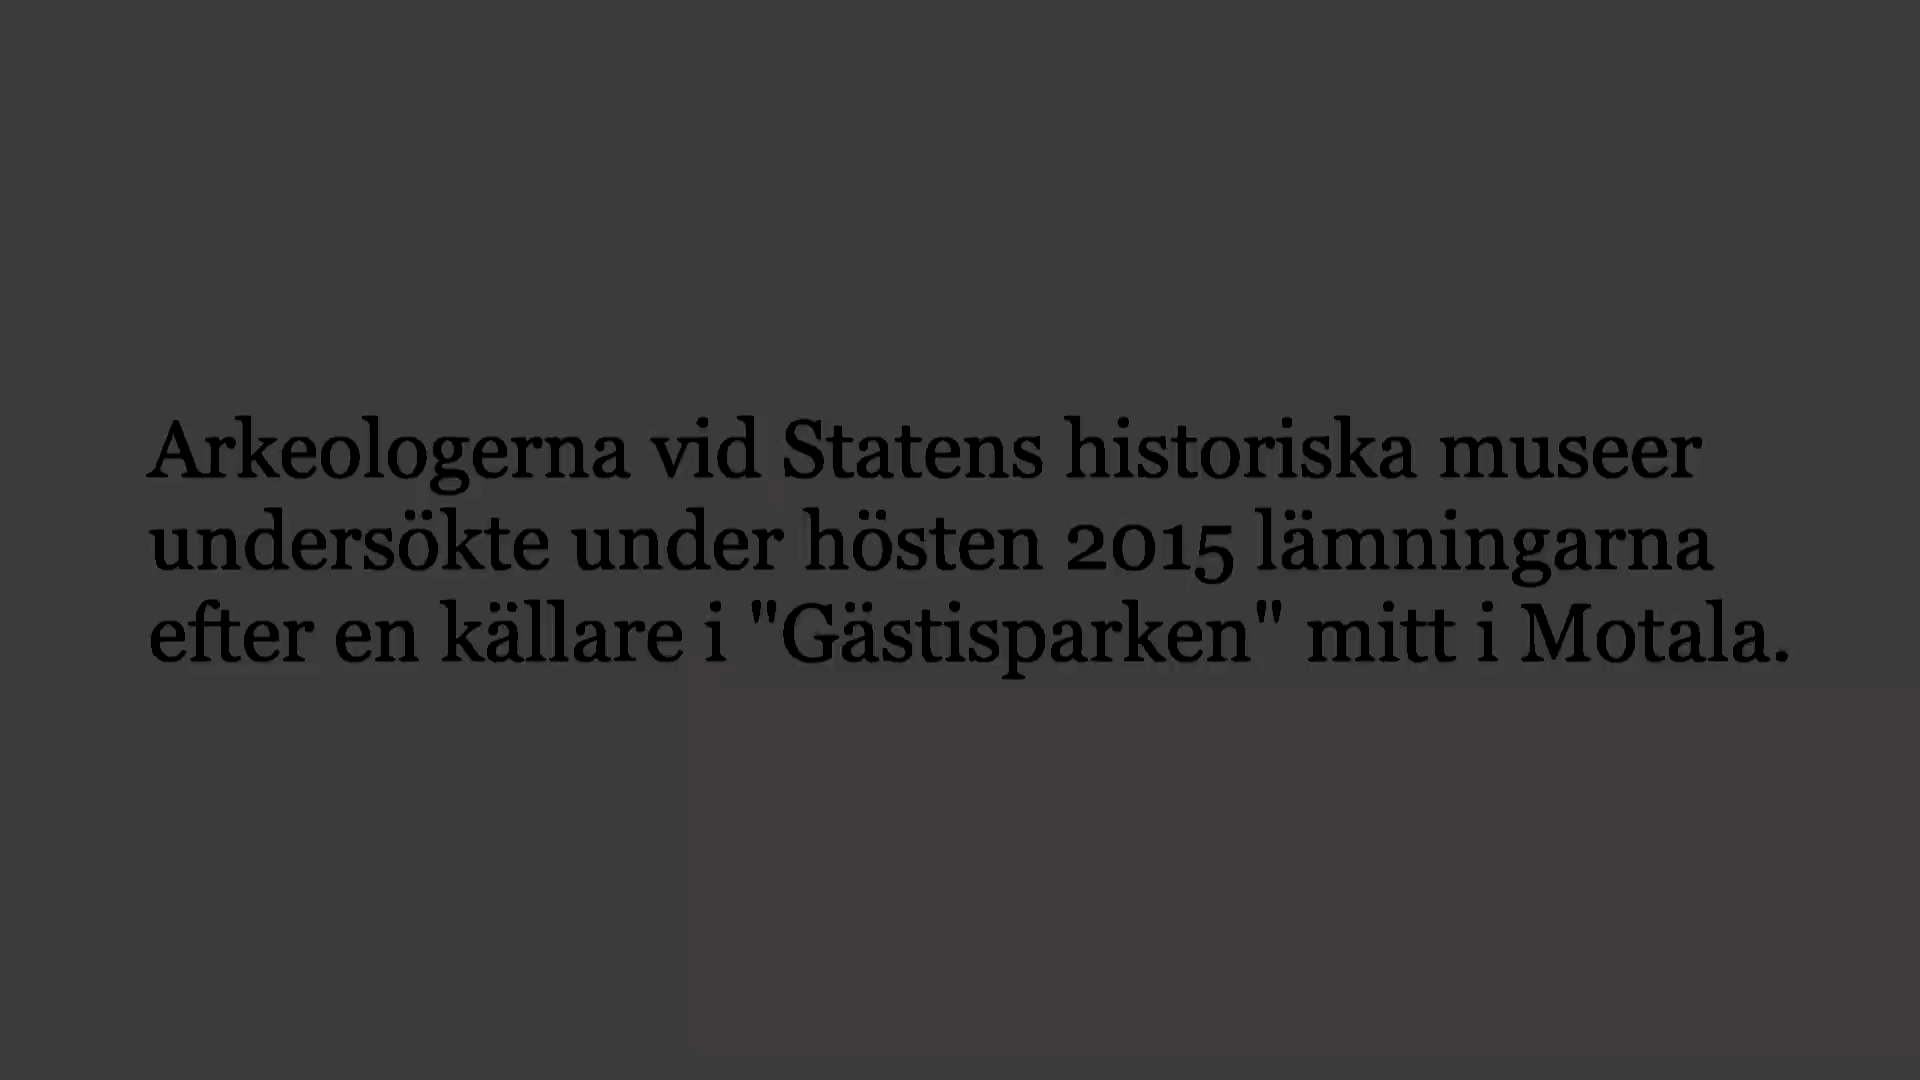 Arkeologerna vid Statens historiska museer
undersökte under hösten 2015 lämningarna
efter en källare i "Gästisparken" mitt i Motala.